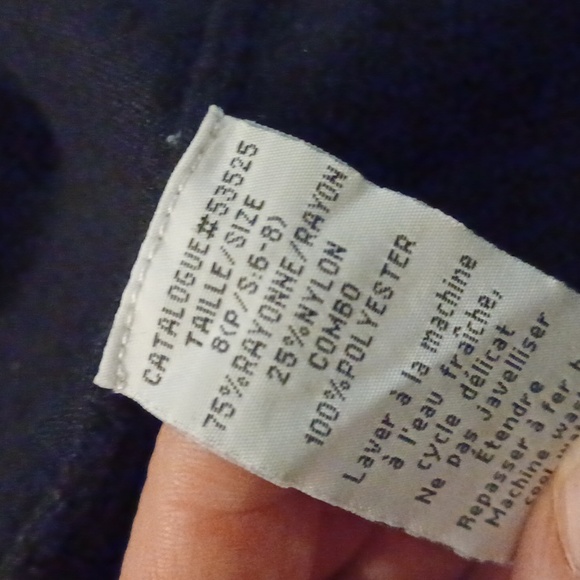 CATALOGUE#53525
TAILLE/SIZE
8(P/S:6-8)
75%RAYONNE/RAYON
25%NYLON
COMBO
100%POLYESTER
Laver à la machine
à l'eau fraîche;
cycle délicat
Ne pas javelliser
Étendre
Repasser à fer
Machine
cool